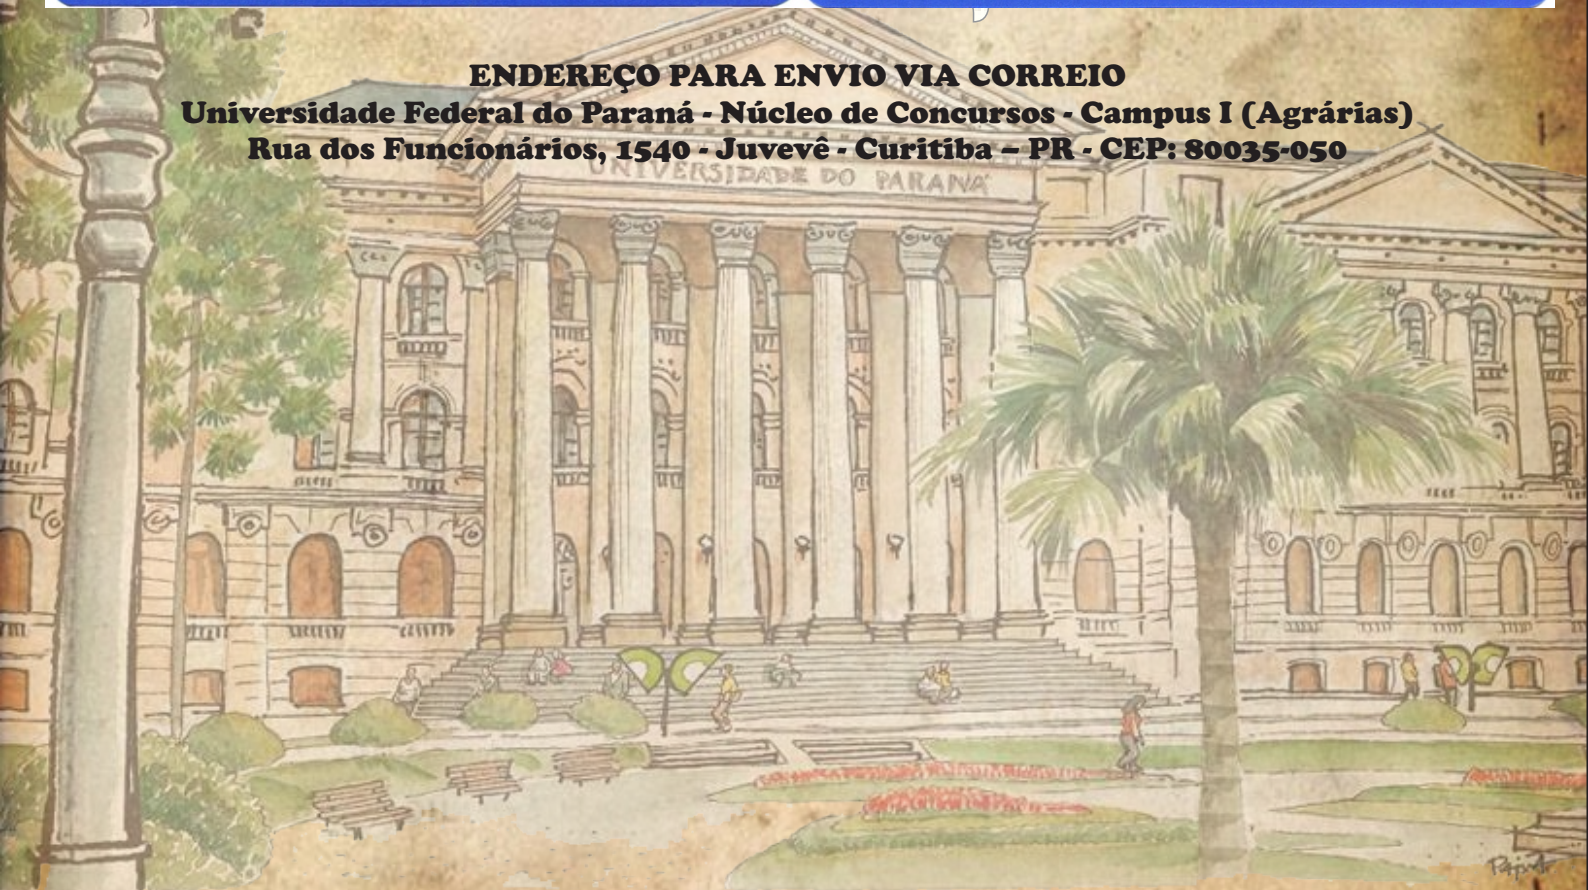 ENDEREÇO PARA ENVIO VIA CORREIO
Universidade Federal do Paraná - Núcleo de Concursos - Campus I (Agrárias)
Rua dos Funcionários, 1540 - Juvevê - Curitiba – PR - CEP: 80035-050
UNIVERSIDADE DO PARANÁ